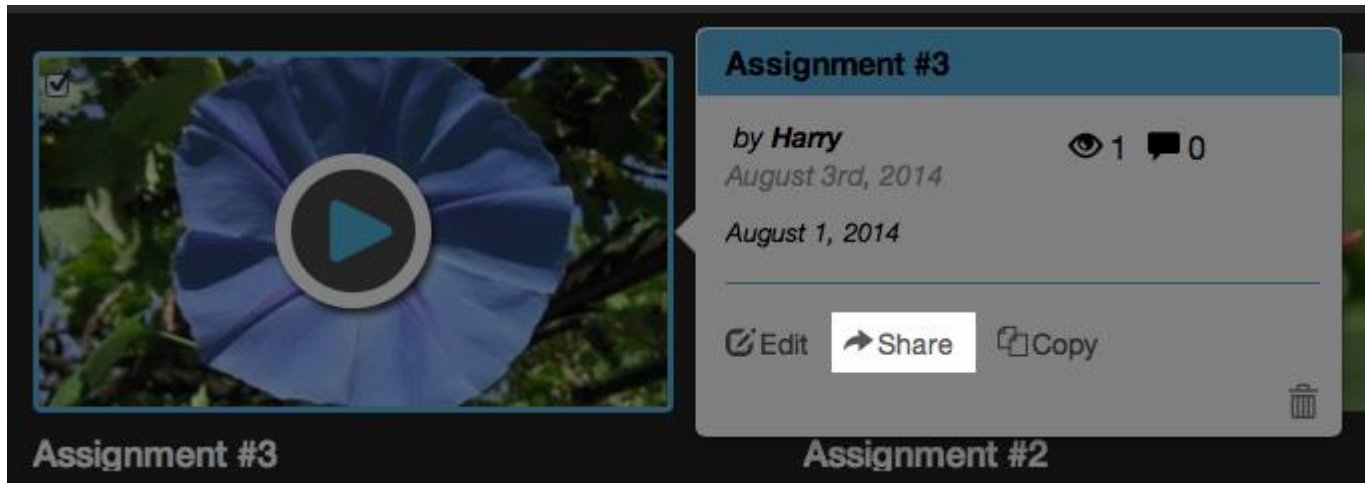 Assignment #3
by Harry
1 0
August 3rd, 2014
August 1, 2014
Edit Share Copy
Assignment #3
Assignment #2